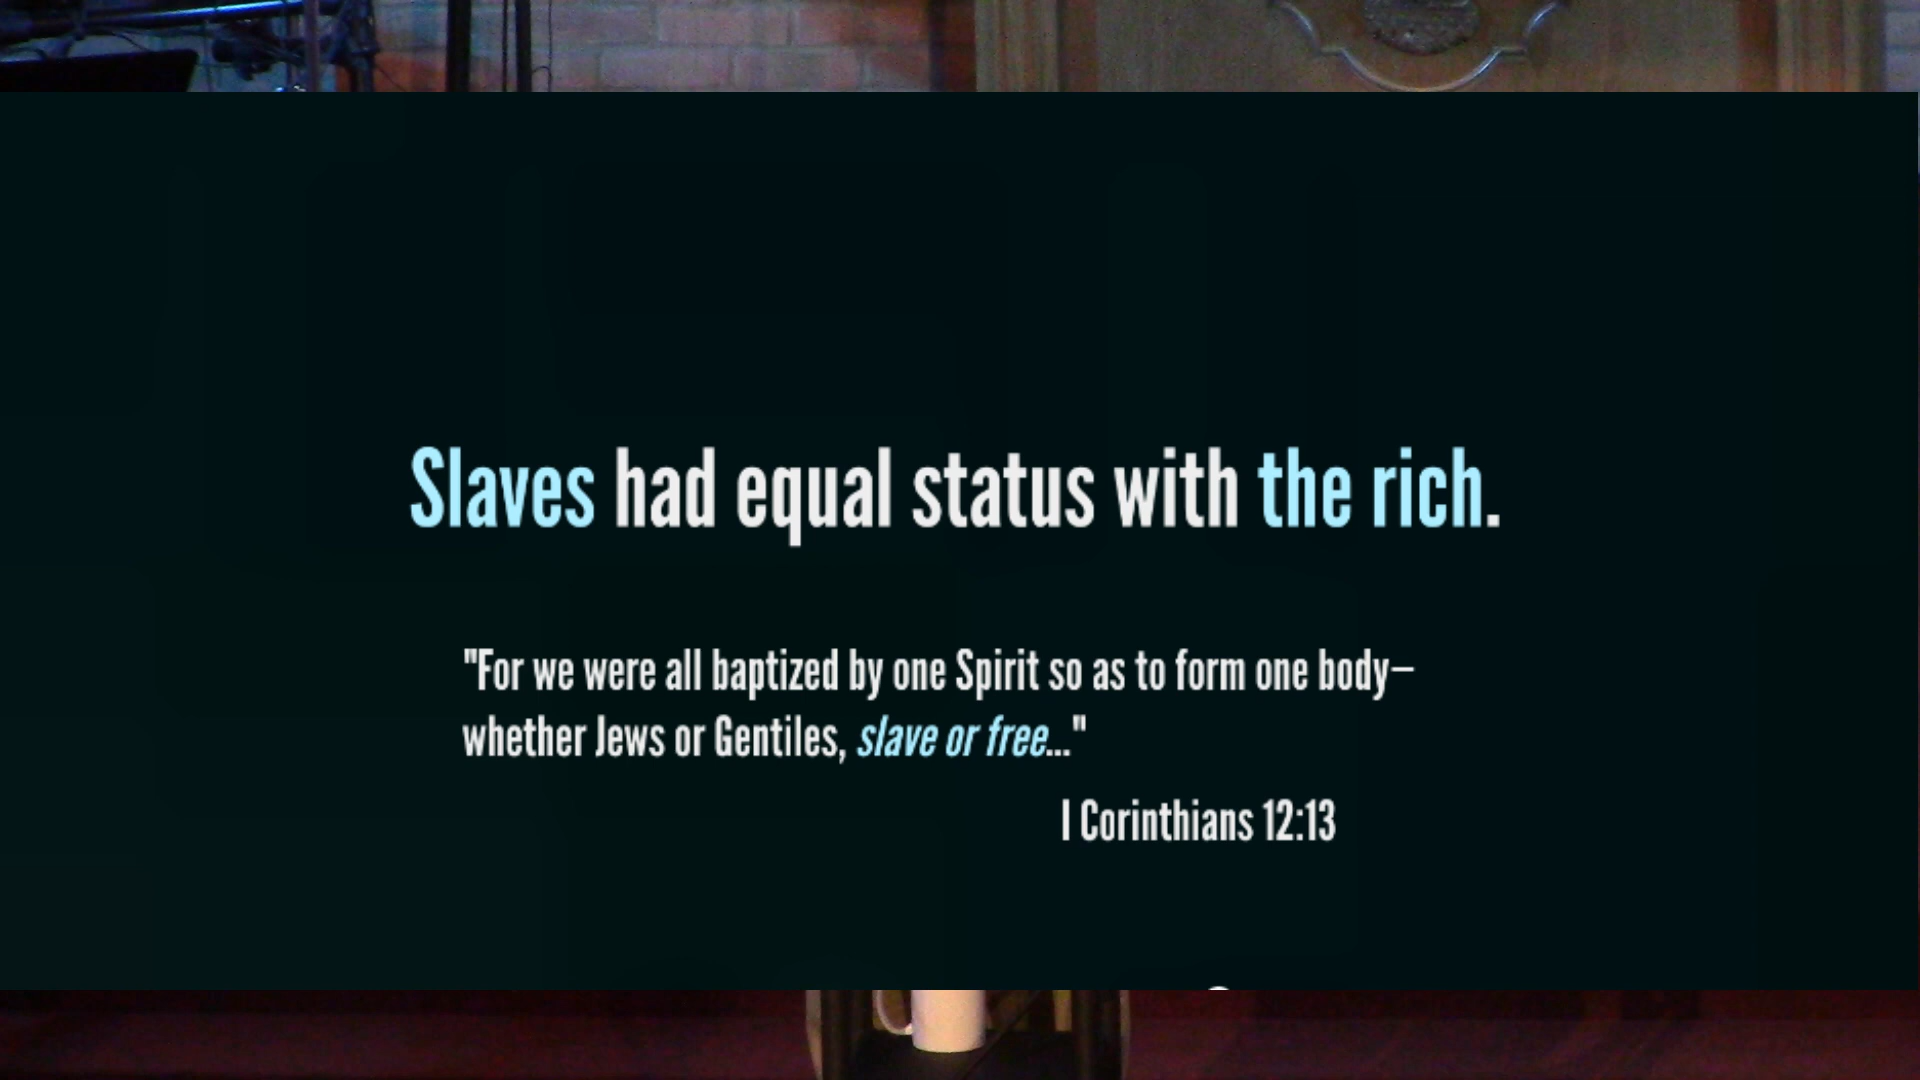 Slaves had equal status with the rich.
"For we were all baptized by one Spirit so as to form one body—
whether Jews or Gentiles, slave or free..."
I Corinthians 12:13